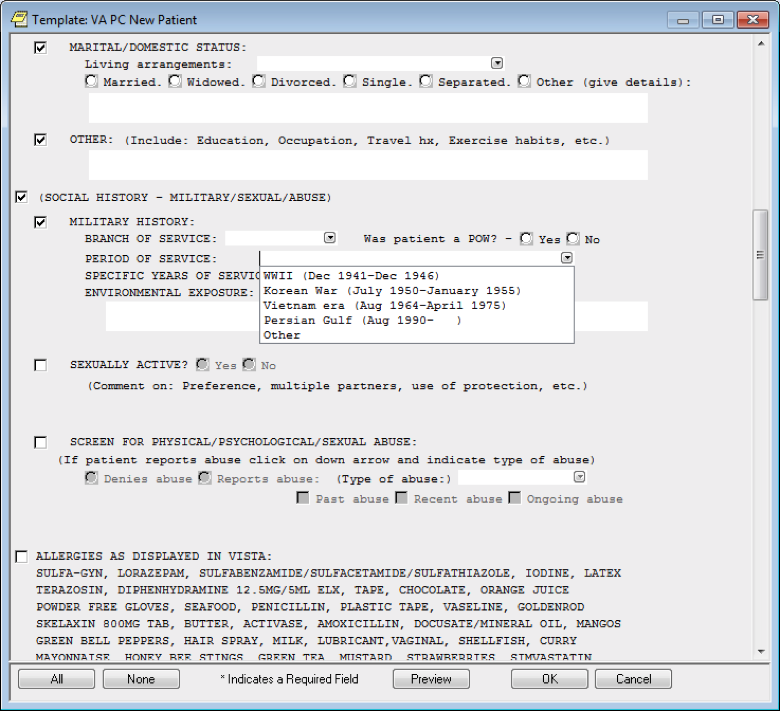 Template: VA PC New Patient
MARITAL/DOMESTIC STATUS:
Living arrangements:
Married. Widowed. Divorced. Single. Separated. Other (give details):
OTHER: (Include: Education, Occupation, Travel hx, Exercise habits, etc.)
(SOCIAL HISTORY - MILITARY/SEXUAL/ABUSE)
MILITARY HISTORY:
BRANCH OF SERVICE: Was patient a POW? - Yes No
PERIOD OF SERVICE:
SPECIFIC YEARS OF SERVIC
WWII (Dec 1941-Dec 1946)
Korean War (July 1950-January 1955)
ENVIRONMENTAL EXPOSURE:
Vietnam era (Aug 1964-April 1975)
Persian Gulf (Aug 1990- )
Other
SEXUALLY ACTIVE? Yes No
(Comment on: Preference, multiple partners, use of protection, etc.)
SCREEN FOR PHYSICAL/PSYCHOLOGICAL/SEXUAL ABUSE:
(If patient reports abuse click on down arrow and indicate type of abuse)
Denies abuse Reports abuse: (Type of abuse:)
Past abuse Recent abuse Ongoing abuse
ALLERGIES AS DISPLAYED IN VISTA:
SULFA-GYN, LORAZEPAM, SULFABENZAMIDE/SULFACETAMIDE/SULFATHIAZOLE, IODINE, LATEX
TERAZOSIN, DIPHENHYDRAMINE 12.5MG/5ML ELX, TAPE, CHOCOLATE, ORANGE JUICE
POWDER FREE GLOVES, SEAFOOD, PENICILLIN, PLASTIC TAPE, VASELINE, GOLDENROD
SKELAXIN 800MG TAB, BUTTER, ACTIVASE, AMOXICILLIN, DOCUSATE/MINERAL OIL, MANGOS
GREEN BELL PEPPERS, HAIR SPRAY, MILK, LUBRICANT,VAGINAL, SHELLFISH, CURRY
MAYONNAISE, HONEY BEE STINGS, GREEN TEA, MUSTARD, STRAWBERRIES, SIMVASTATIN
All None * Indicates a Required Field Preview OK Cancel